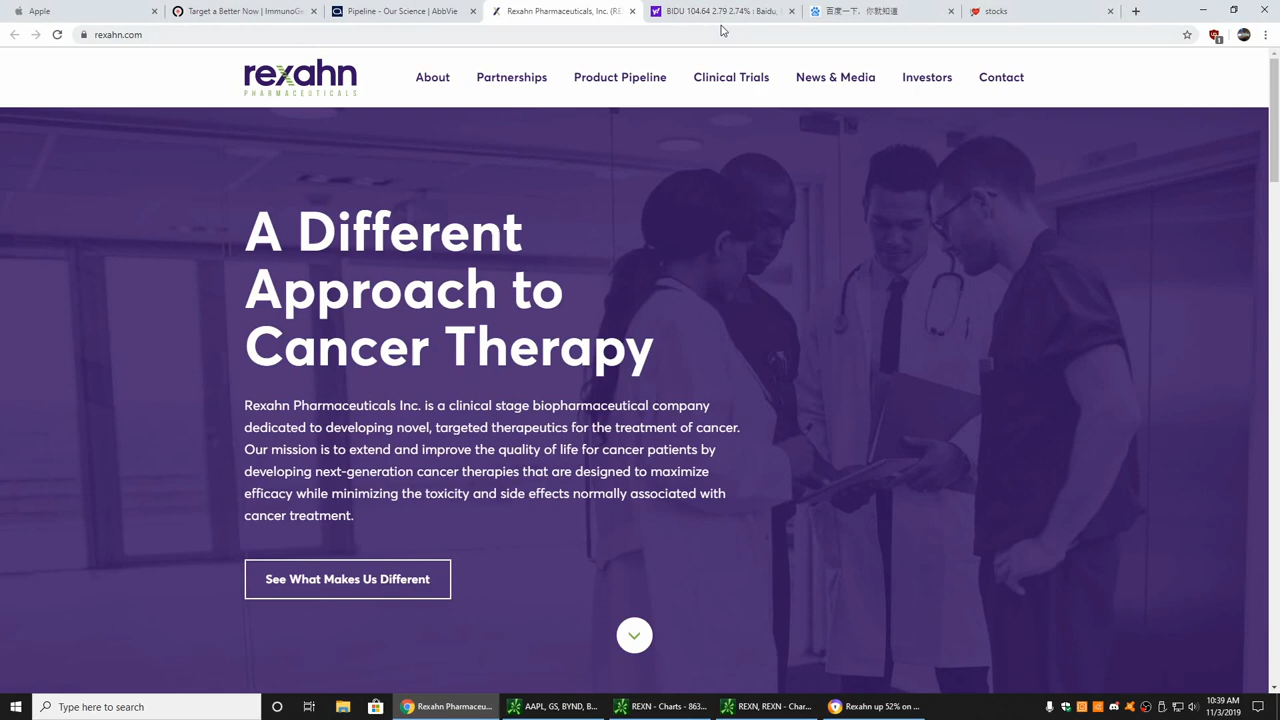 Apple
Target a Better Now | ImmunoGe
Pipeline – Our Science | AbbVie
Rexahn Pharmaceuticals, Inc. (RE
BIDU 104.64 2.79 2.74% : Baidu,
百度一下，你就知道
stocks
rexahn.com
1
rexahn
PHARMACEUTICALS
About
Partnerships
Product Pipeline
Clinical Trials
News & Media
Investors
Contact
A Different
Approach to
Cancer Therapy
Rexahn Pharmaceuticals Inc. is a clinical stage biopharmaceutical company
dedicated to developing novel, targeted therapeutics for the treatment of cancer.
Our mission is to extend and improve the quality of life for cancer patients by
developing next-generation cancer therapies that are designed to maximize
efficacy while minimizing the toxicity and side effects normally associated with
cancer treatment.
See What Makes Us Different
Type here to search
Rexahn Pharmaceu...
AAPL, GS, BYND, B...
REXN - Charts - 863...
REXN, REXN - Char...
Rexahn up 52% on ...
10:39 AM
11/3/2019